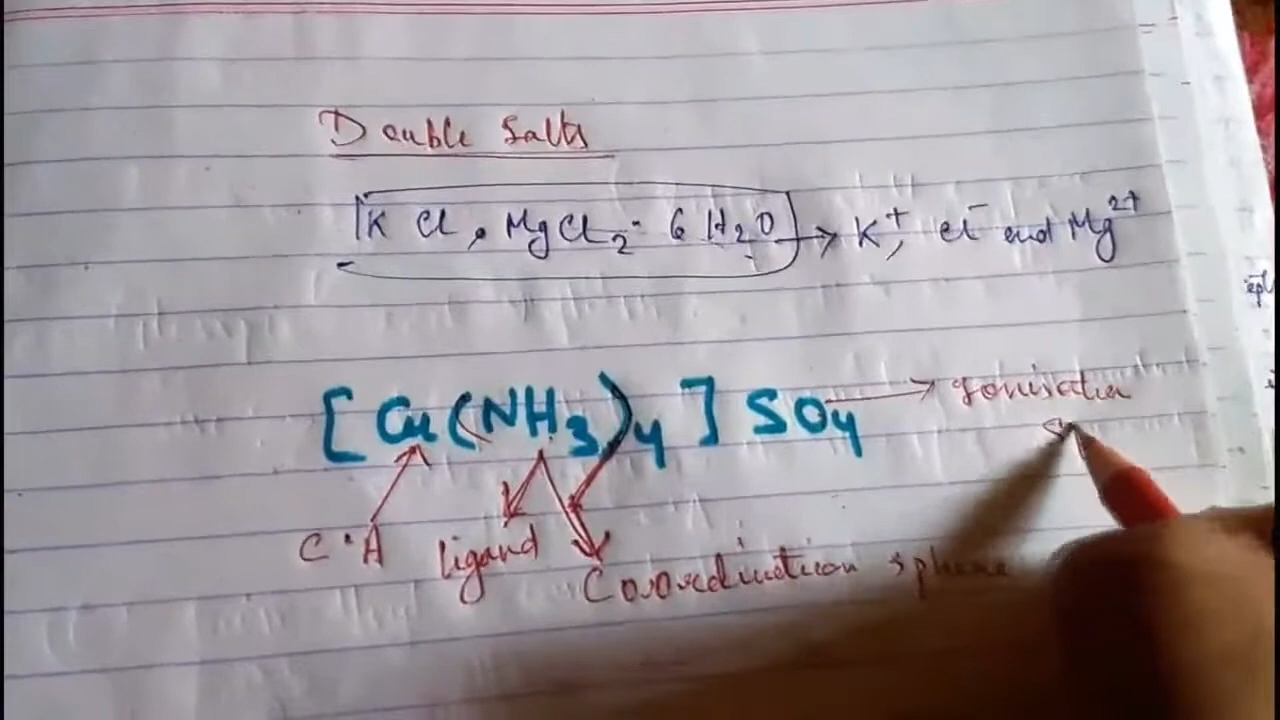 Double Salts
KCl, MgCl₂· 6H₂O → K⁺, Cl⁻ and Mg²⁺
[Cu(NH₃)₄]SO₄ → Ionisation
C·A ligand
Coordination sphere